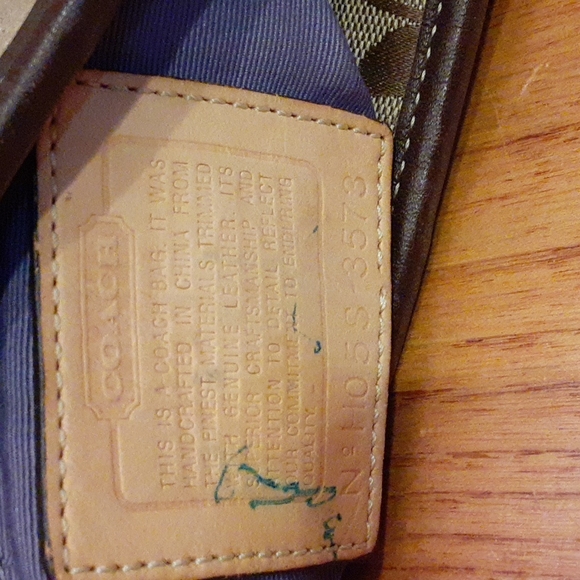 COACH
THIS IS A COACH BAG. IT WAS
HANDCRAFTED IN CHINA FROM
THE FINEST MATERIALS TRIMMED
WITH GENUINE LEATHER. ITS
SUPERIOR CRAFTSMANSHIP AND
ATTENTION TO DETAIL REFLECT
OUR COMMITMENT TO ENDURING
QUALITY.
Nº H05S-3573